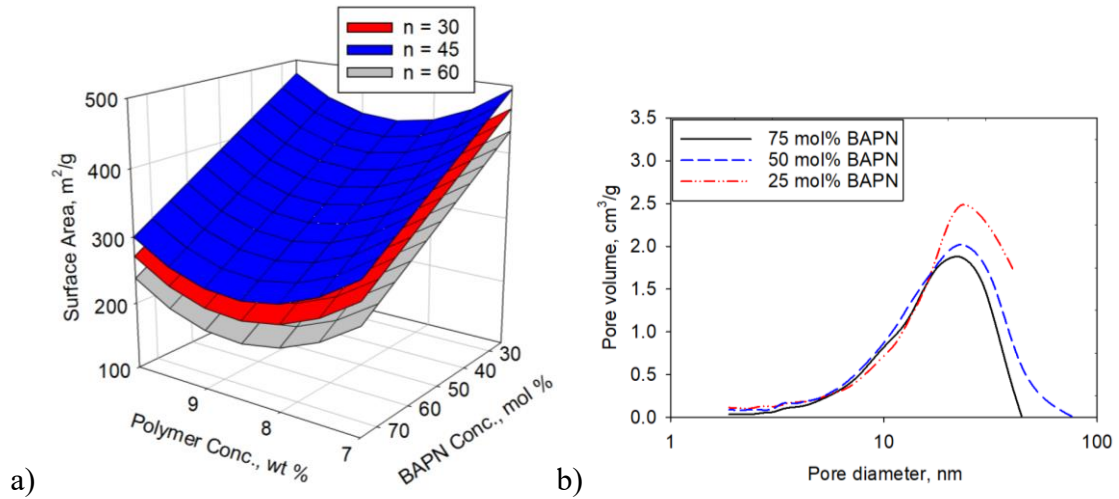 n = 30
n = 45
n = 60
500
400
300
200
100
Surface Area, m²/g
9
8
7
Polymer Conc., wt %
70
60
50
40
30
BAPN Conc., mol %
a)
75 mol% BAPN
50 mol% BAPN
25 mol% BAPN
3.5
3.0
2.5
2.0
1.5
1.0
0.5
0.0
Pore volume, cm³/g
1
10
100
Pore diameter, nm
b)